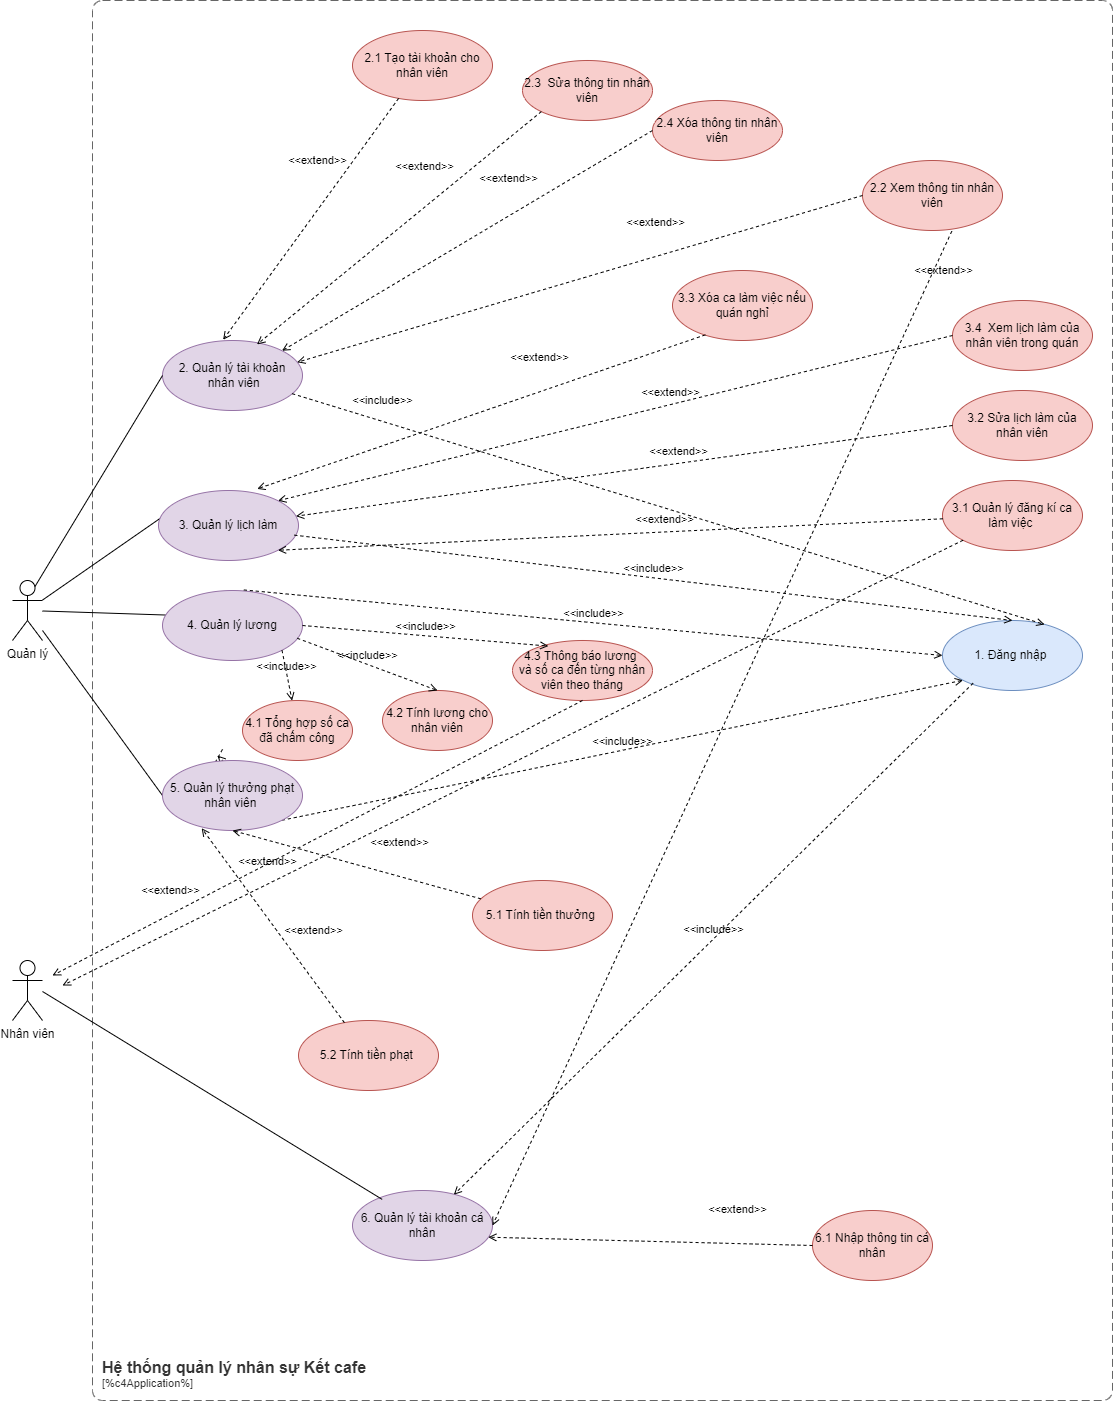 2.1 Tạo tài khoản cho
nhân viên
2.3 Sửa thông tin nhân
viên
2.4 Xóa thông tin nhân
viên
<<extend>>
<<extend>>
<<extend>>
2.2 Xem thông tin nhân
viên
<<extend>>
<<extend>>
3.3 Xóa ca làm việc nếu
quán nghỉ
3.4 Xem lịch làm của
nhân viên trong quán
<<extend>>
2. Quản lý tài khoản
nhân viên
<<include>>
<<extend>>
3.2 Sửa lịch làm của
nhân viên
<<extend>>
3.1 Quản lý đăng kí ca
làm việc
<<extend>>
3. Quản lý lịch làm
<<include>>
<<include>>
4. Quản lý lương
<<include>>
Quản lý
<<include>>
<<include>>
4.3 Thông báo lương
và số ca đến từng nhân
viên theo tháng
1. Đăng nhập
4.1 Tổng hợp số ca
đã chấm công
4.2 Tính lương cho
nhân viên
<<include>>
5. Quản lý thưởng phạt
nhân viên
<<extend>>
<<extend>>
<<extend>>
5.1 Tính tiền thưởng
<<extend>>
<<include>>
Nhân viên
5.2 Tính tiền phạt
6. Quản lý tài khoản cá
nhân
<<extend>>
6.1 Nhập thông tin cá
nhân
Hệ thống quản lý nhân sự Kết cafe
[%c4Application%]